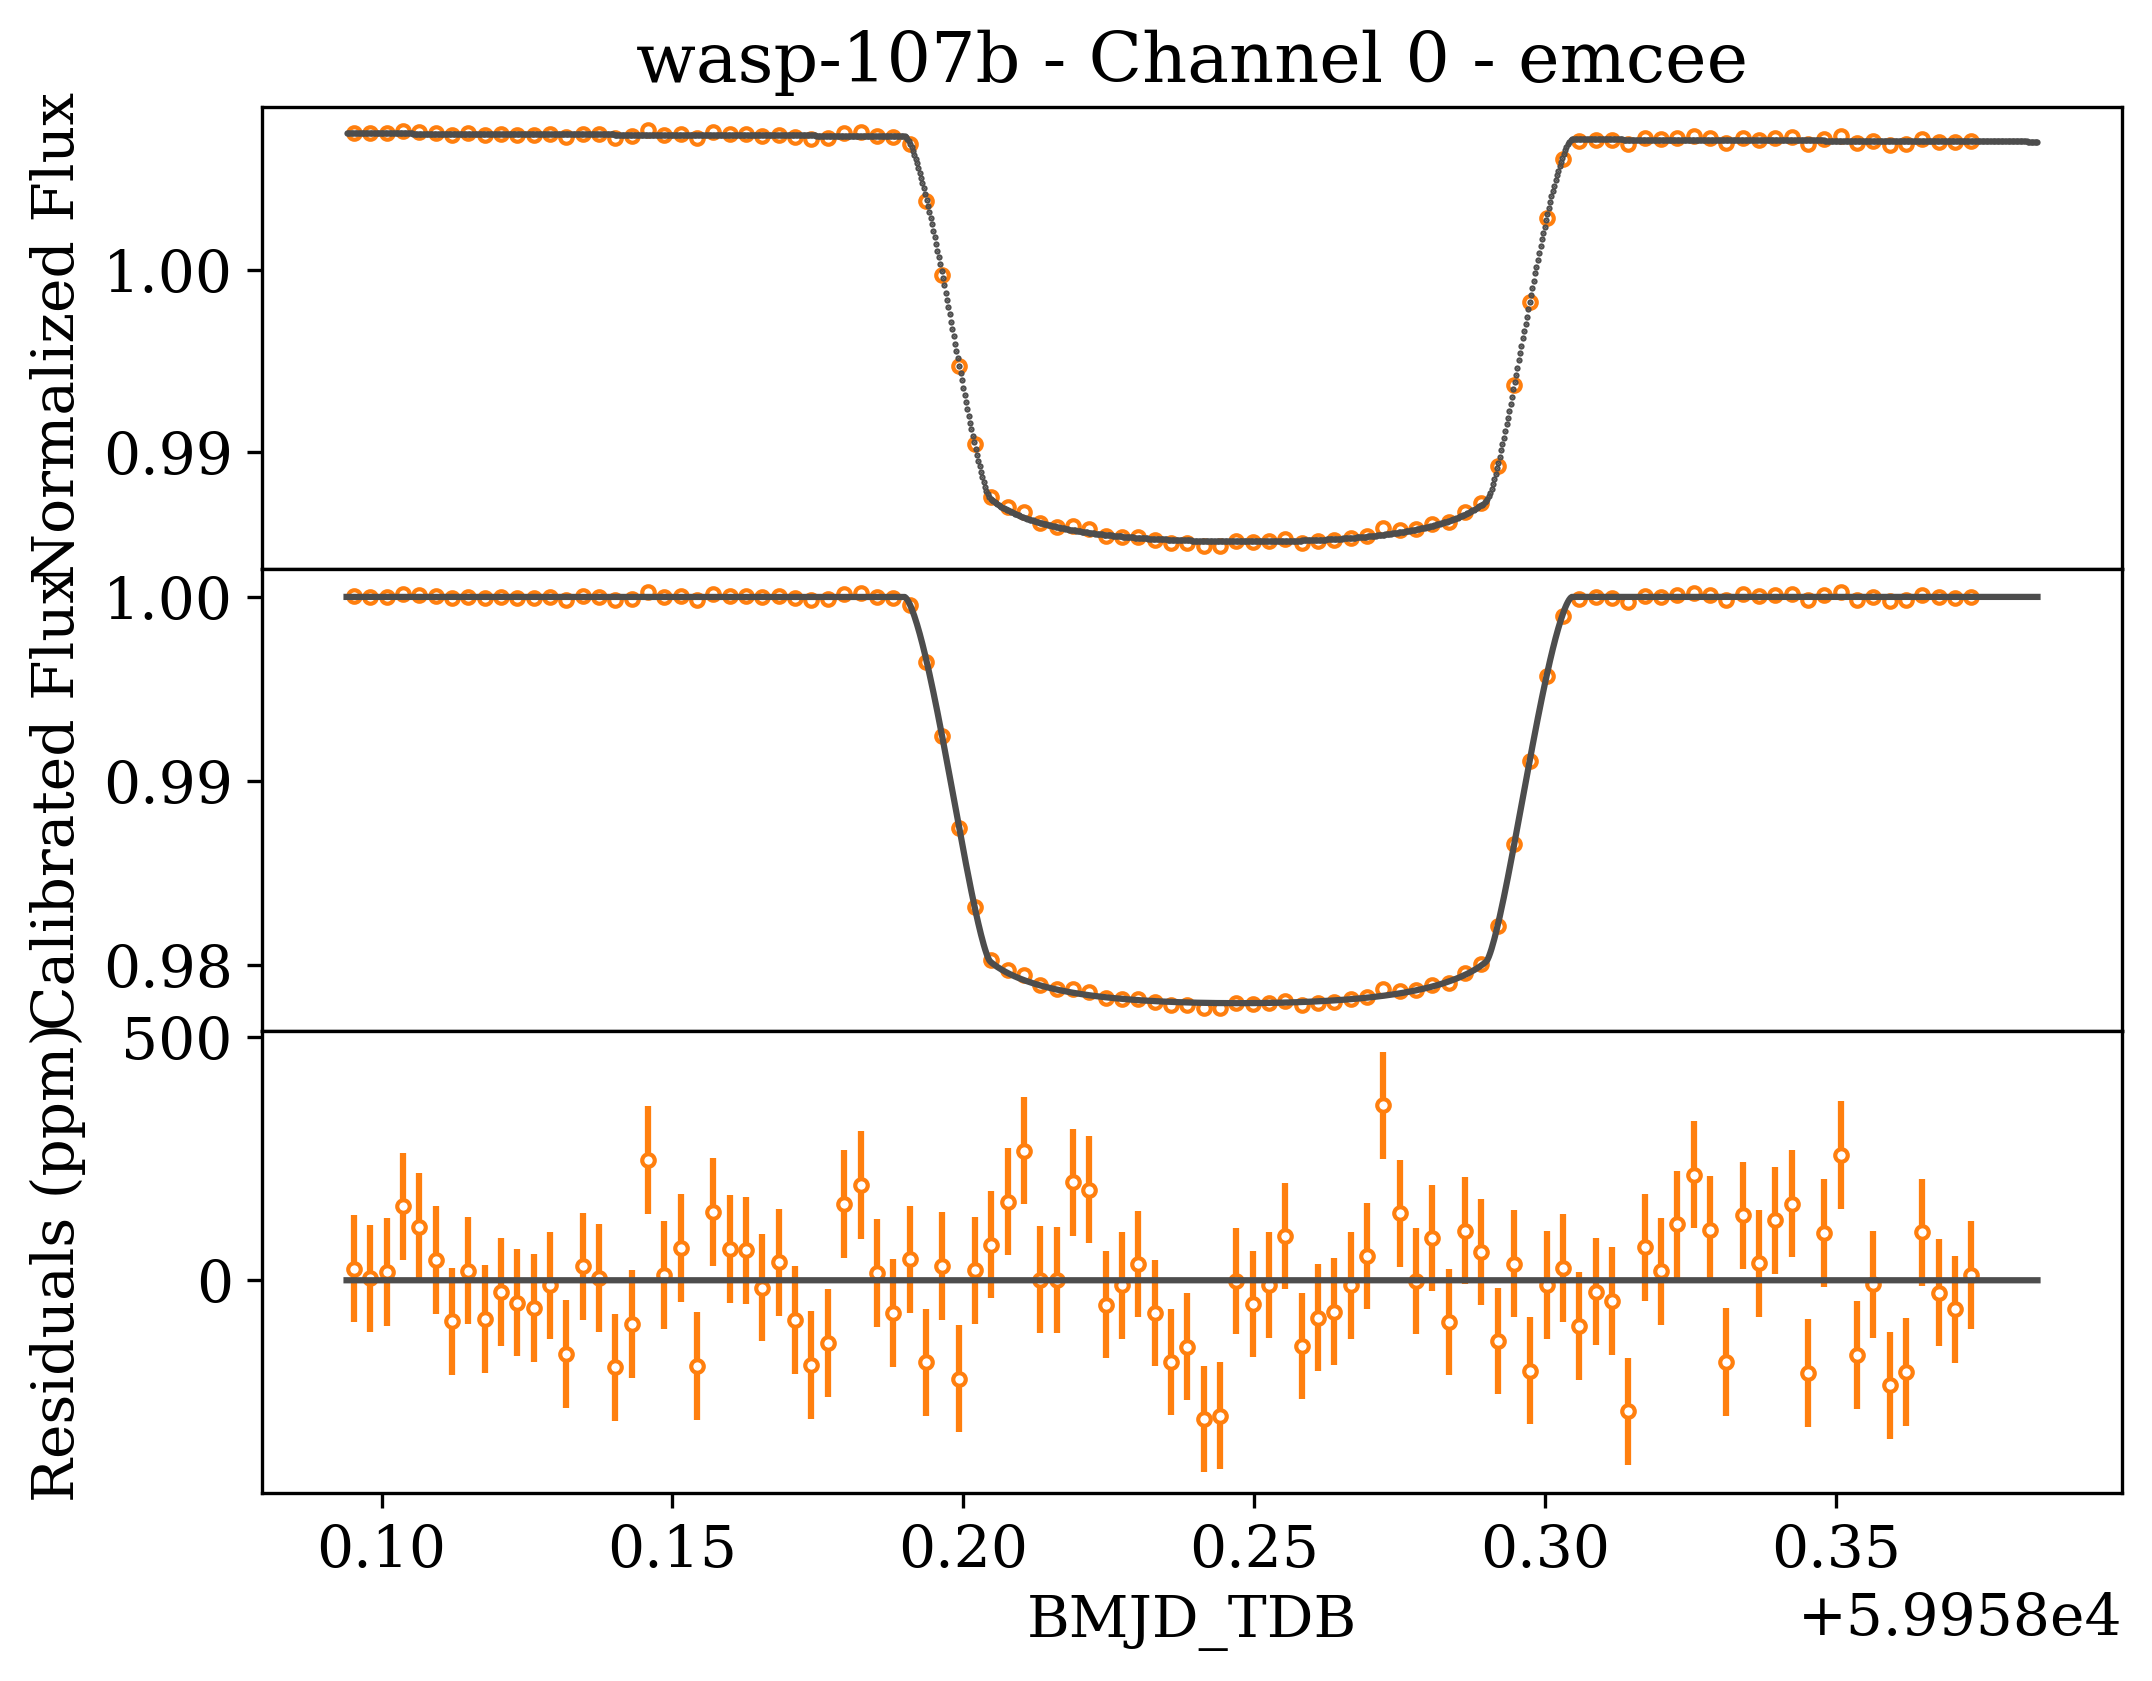 wasp-107b - Channel 0 - emcee
Normalized Flux
1.00
0.99
Calibrated Flux
1.00
0.99
0.98
Residuals (ppm)
500
0
0.10 0.15 0.20 0.25 0.30 0.35
BMJD_TDB
+5.9958e4